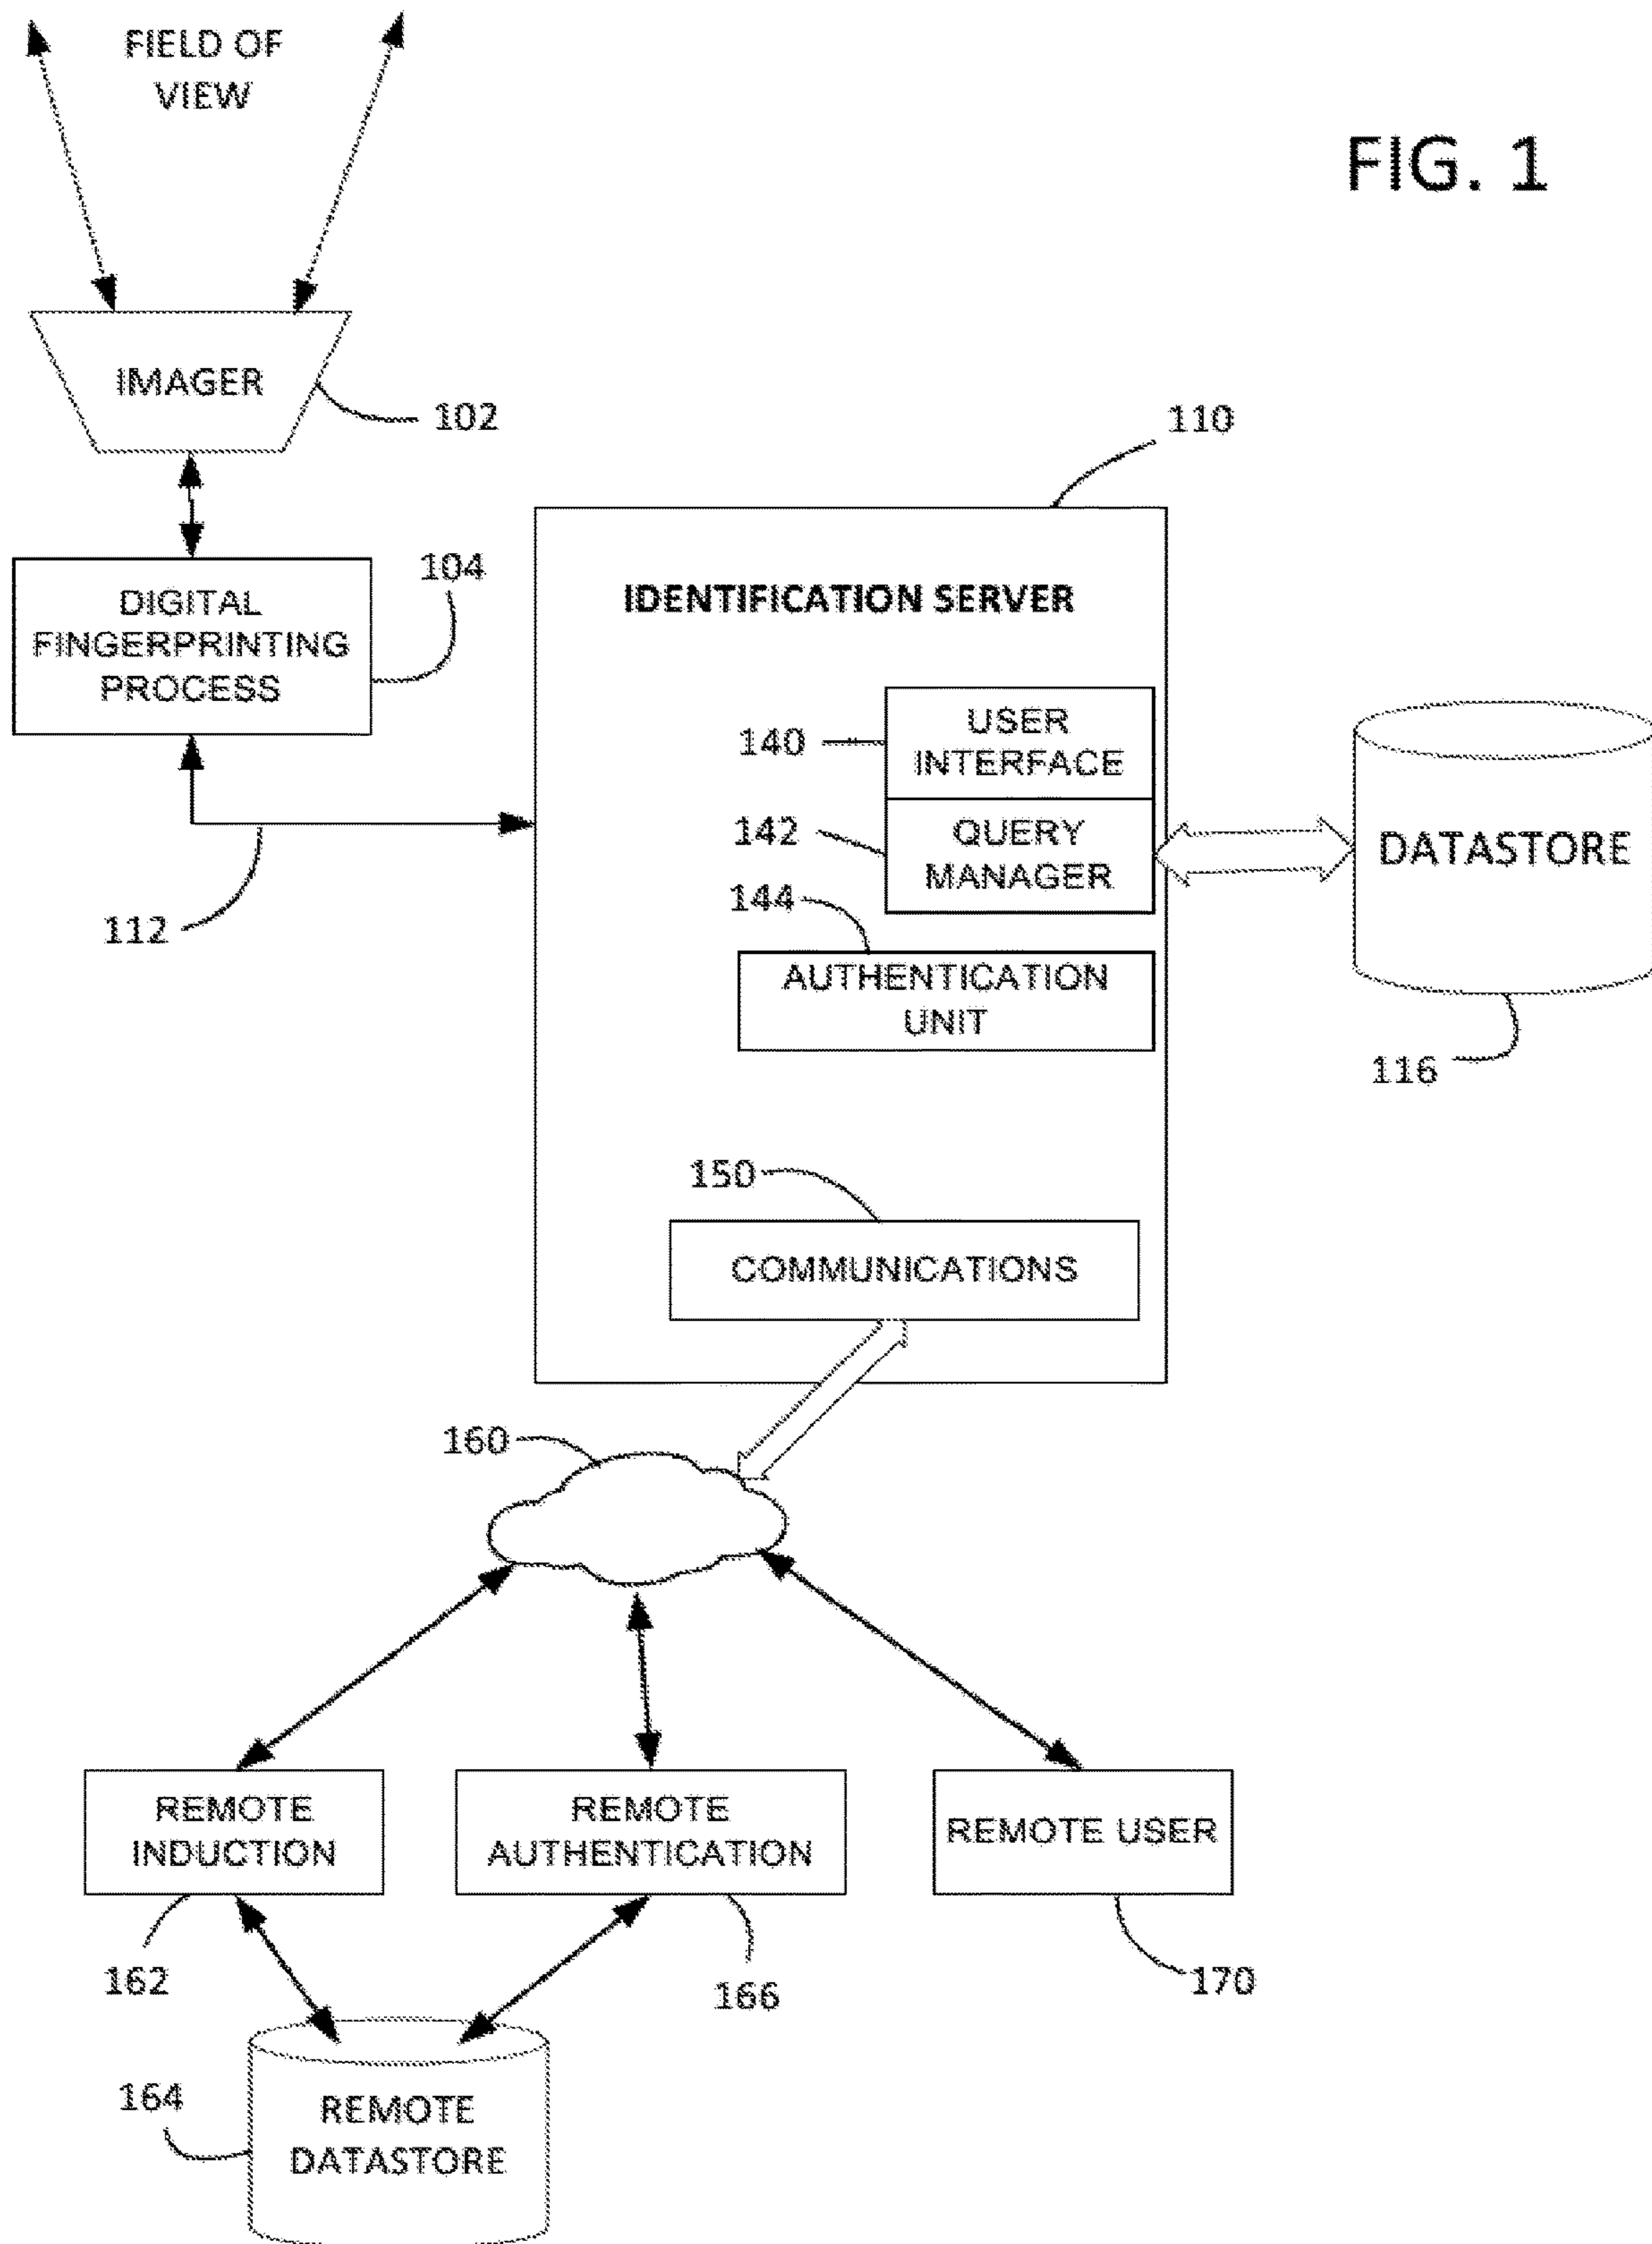 FIELD OF
VIEW
FIG. 1
IMAGER
102
110
104
DIGITAL
FINGERPRINTING
PROCESS
IDENTIFICATION SERVER
140
USER
INTERFACE
142
QUERY
MANAGER
DATASTORE
144
112
AUTHENTICATION
UNIT
116
150
COMMUNICATIONS
160
REMOTE
INDUCTION
REMOTE
AUTHENTICATION
REMOTE USER
162
166
170
164
REMOTE
DATASTORE